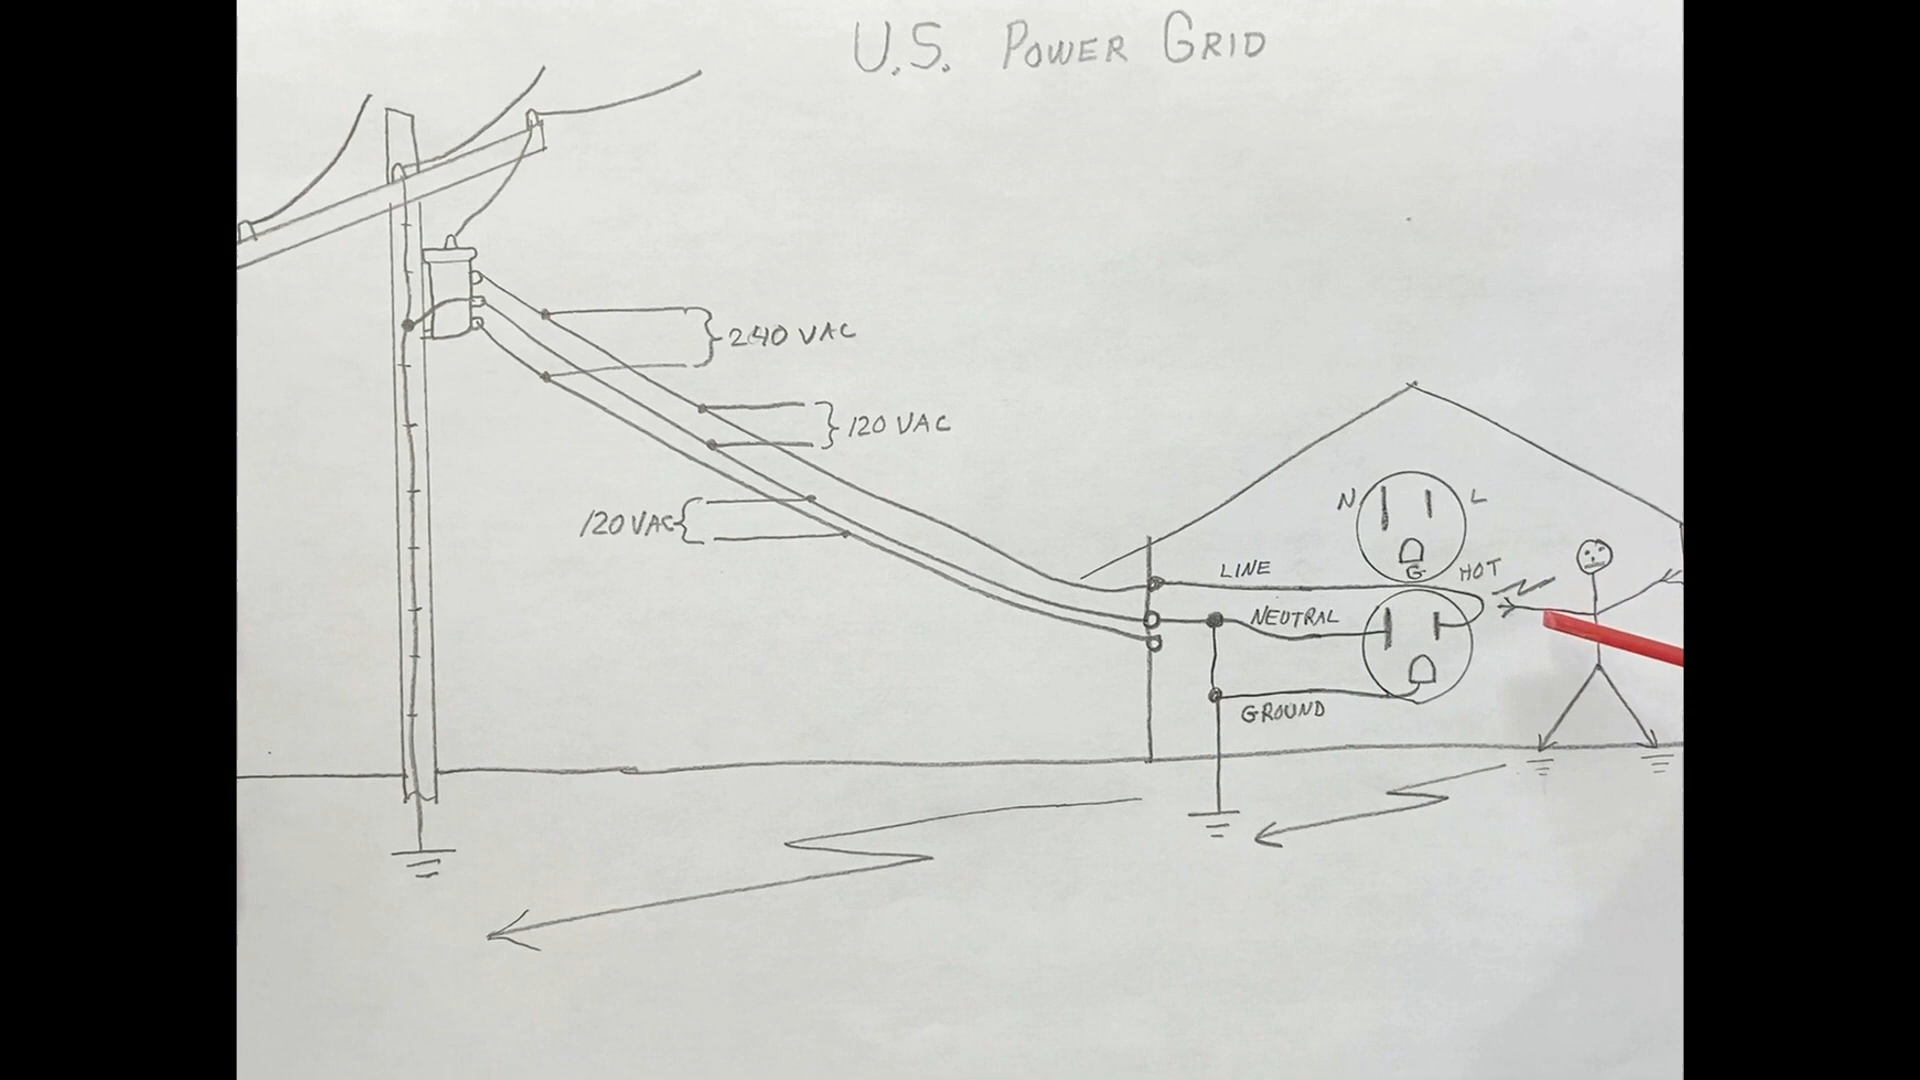 U.S. POWER GRID
240 VAC
120 VAC
120 VAC
N L
G
HOT
LINE
NEUTRAL
GROUND